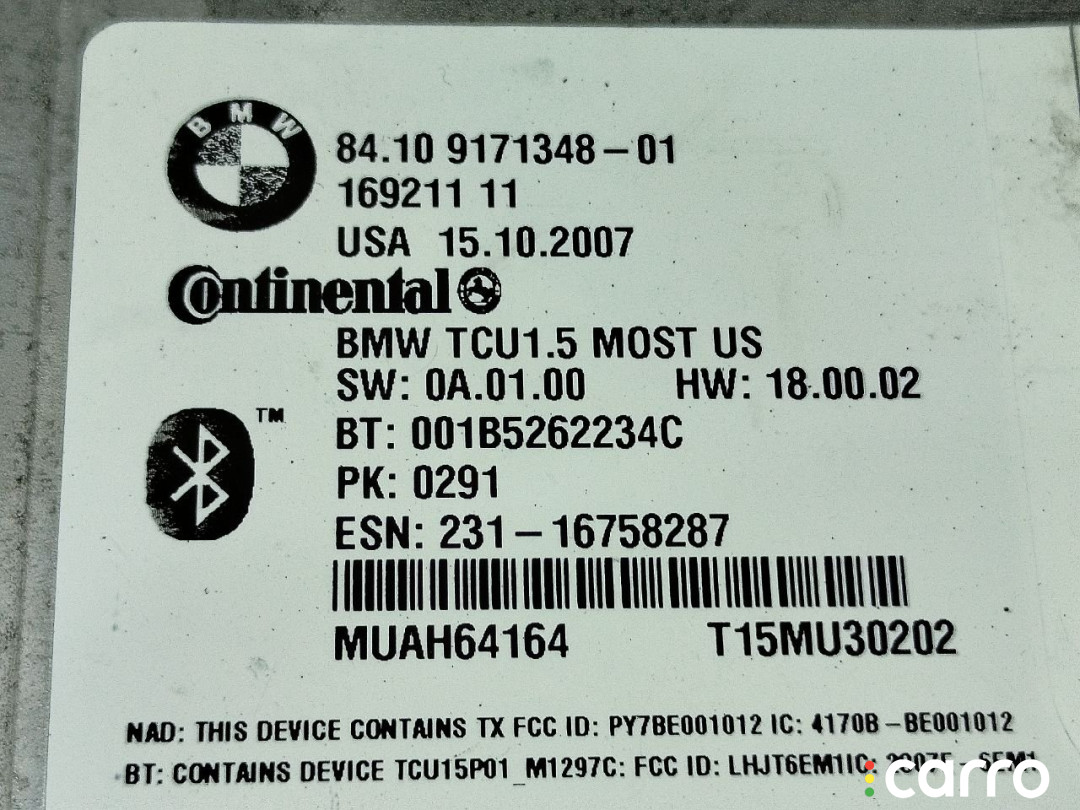 BMW
84.10 9171348-01
169211 11
USA 15.10.2007
Continental
BMW TCU1.5 MOST US
SW: 0A.01.00 HW: 18.00.02
TM
BT: 001B5262234C
PK: 0291
ESN: 231-16758287
MUAH64164 T15MU30202
NAD: THIS DEVICE CONTAINS TX FCC ID: PY7BE001012 IC: 4170B-BE001012
BT: CONTAINS DEVICE TCU15P01_M1297C: FCC ID: LHJT6EM1IC:
carro